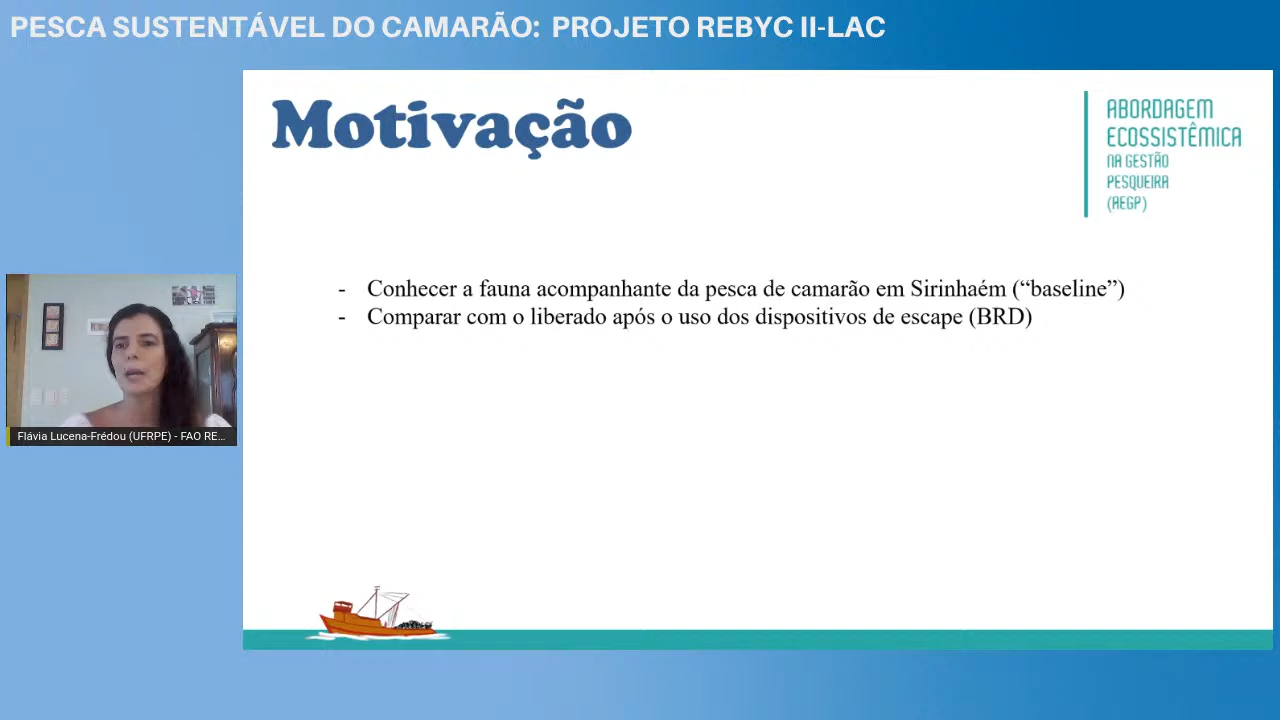 PESCA SUSTENTÁVEL DO CAMARÃO: PROJETO REBYC II-LAC
Motivação
ABORDAGEM
ECOSSISTÊMICA
NA GESTÃO
PESQUEIRA
(AEGP)
- Conhecer a fauna acompanhante da pesca de camarão em Sirinhaém (“baseline”)
- Comparar com o liberado após o uso dos dispositivos de escape (BRD)
Flávia Lucena-Frédou (UFRPE) - FAO RE...